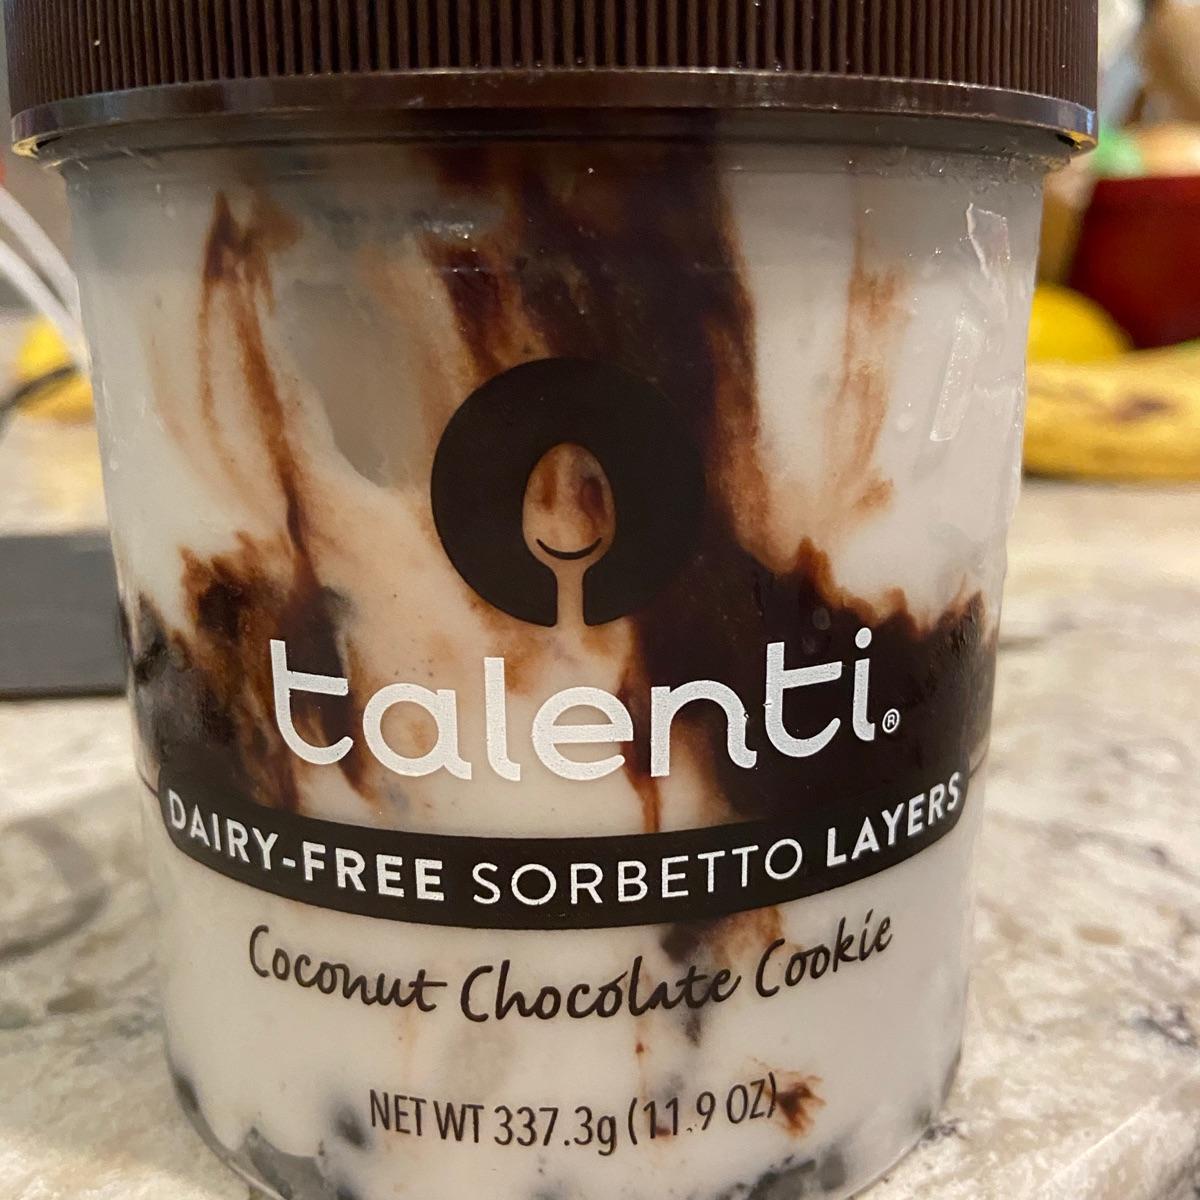 talenti®
DAIRY-FREE SORBETTO LAYERS
Coconut Chocolate Cookie
NET WT 337.3g (11.9 OZ)